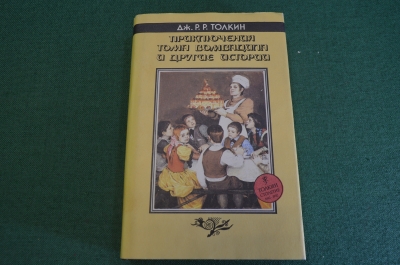 Дж. Р. Р. ТОЛКИН
ПРИКЛЮЧЕНИЯ
ТОМА БОМБАДИЛА
И ДРУГИЕ ИСТОРИИ